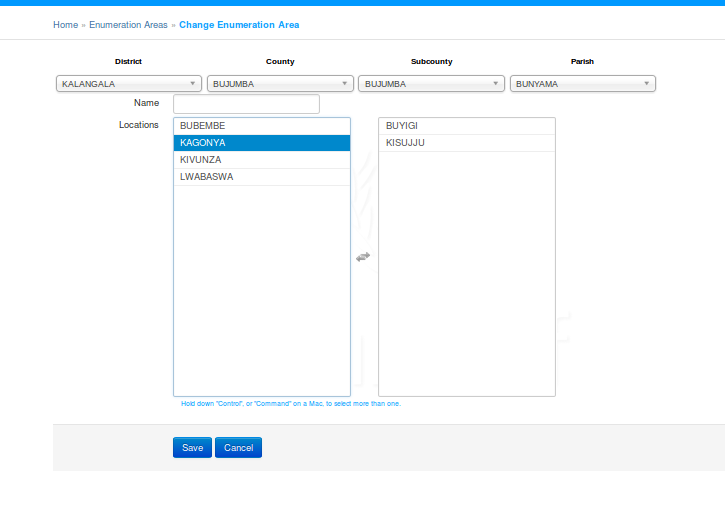 Home » Enumeration Areas » Change Enumeration Area
District County Subcounty Parish
KALANGALA BUJUMBA BUJUMBA BUNYAMA
Name
Locations
BUBEMBE
KAGONYA
KIVUNZA
LWABASWA
BUYIGI
KISUJJU
Hold down "Control", or "Command" on a Mac, to select more than one.
Save Cancel